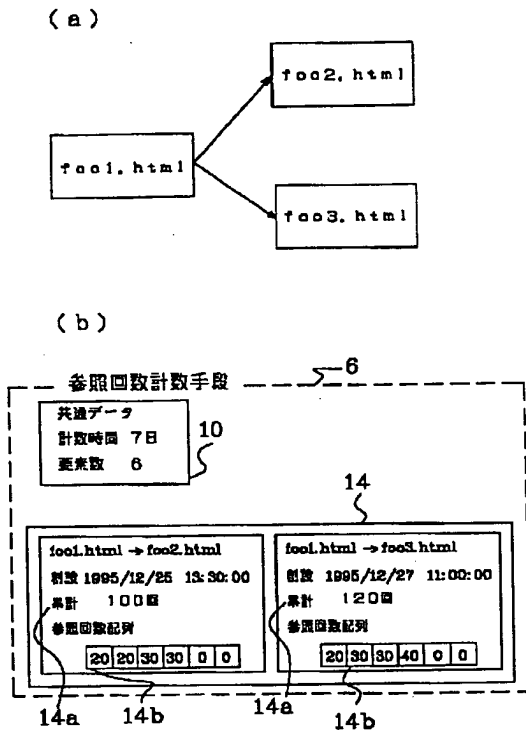 (a)
foo2.html
foo1.html
foo3.html
(b)
参照回数計数手段
6
共通データ
計数時間 7日
要素数 6
10
14
foo1.html→foo2.html
時刻 1995/12/25 13:30:00
累計 100回
参照回数配列
20 20 30 30 0 0
foo1.html→foo3.html
時刻 1995/12/27 11:00:00
累計 120回
参照回数配列
20 30 30 40 0 0
14a 14b 14a 14b